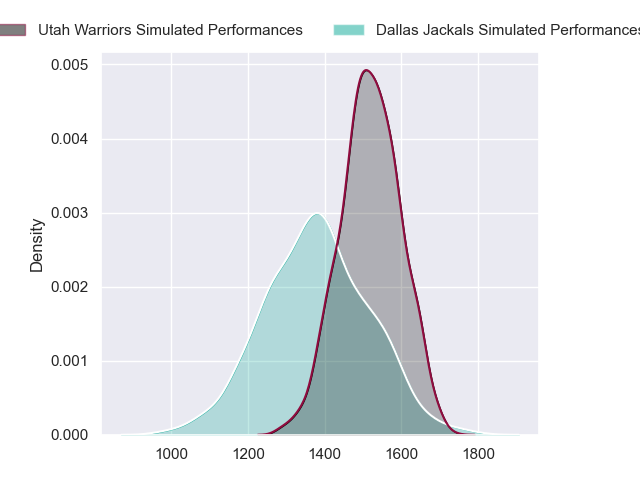 Utah Warriors Simulated Performances
Dallas Jackals Simulated Performances
0.005
0.004
0.003
0.002
0.001
0.000
Density
1000 1200 1400 1600 1800